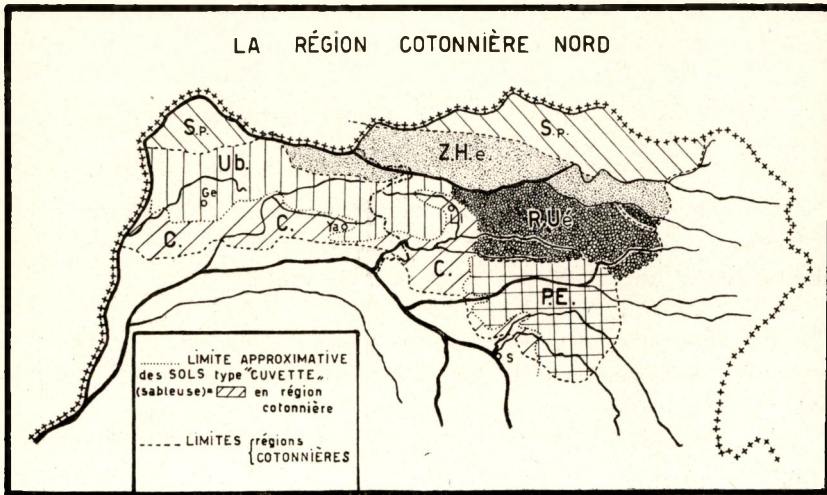 LA RÉGION COTONNIÈRE NORD
S.P.
S.P.
Z.H.e.
Ub.
Ge
R.Ué
C.
C.
Ya
L
C.
P.E.
S
LIMITE APPROXIMATIVE
des SOLS type "CUVETTE"
(sableuse)= en région
cotonnière
LIMITES régions
COTONNIÈRES